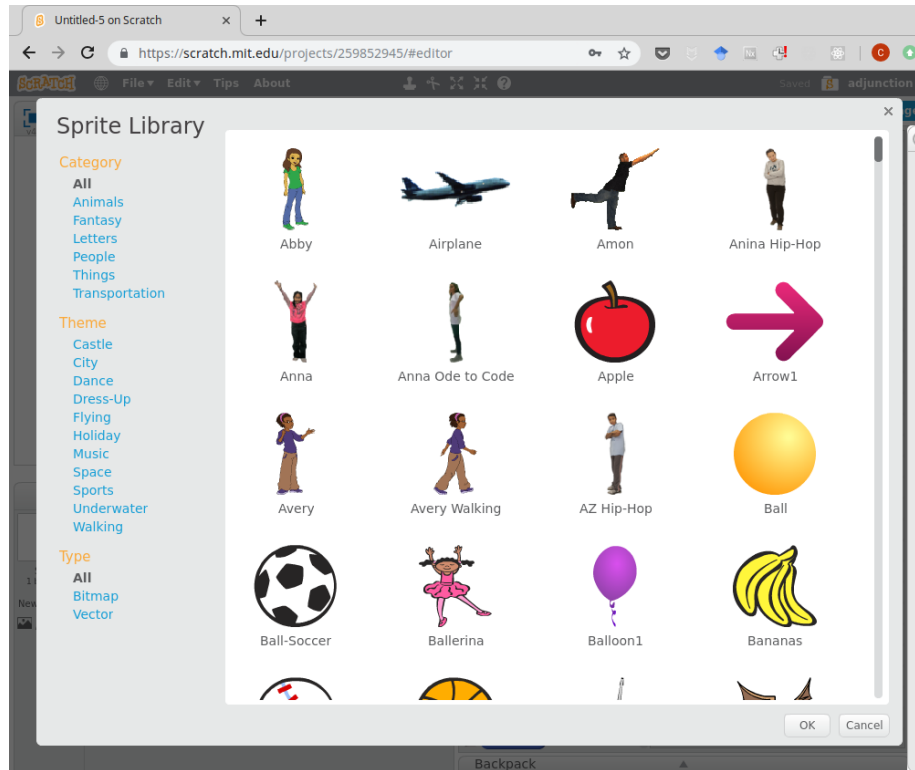 Untitled-5 on Scratch
https://scratch.mit.edu/projects/259852945/#editor
SCRATCH File Edit Tips About Saved adjunction
Sprite Library
Category
All
Animals
Fantasy
Letters
People
Things
Transportation
Theme
Castle
City
Dance
Dress-Up
Flying
Holiday
Music
Space
Sports
Underwater
Walking
Type
All
Bitmap
Vector
Abby Airplane Amon Anina Hip-Hop
Anna Anna Ode to Code Apple Arrow1
Avery Avery Walking AZ Hip-Hop Ball
Ball-Soccer Ballerina Balloon1 Bananas
OK Cancel
New
Backpack